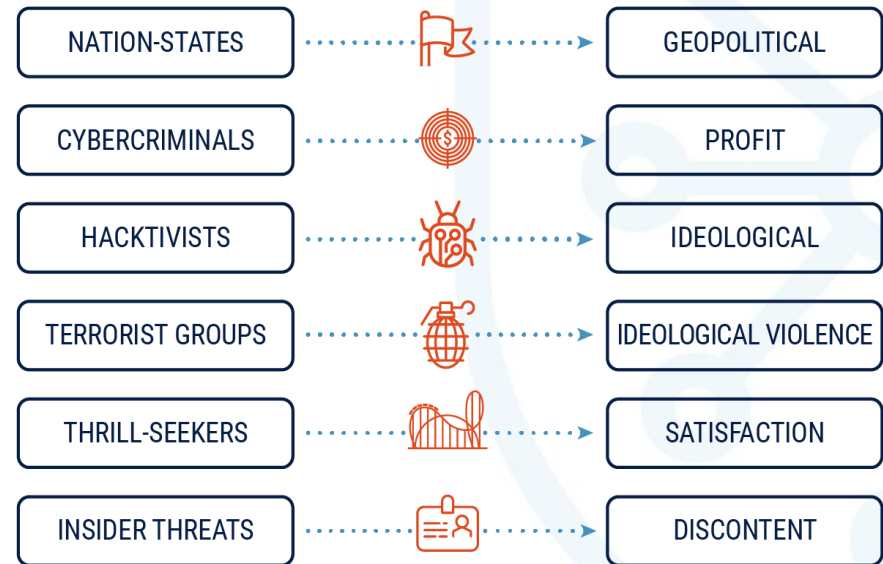 NATION-STATES
GEOPOLITICAL
CYBERCRIMINALS
$
PROFIT
HACKTIVISTS
IDEOLOGICAL
TERRORIST GROUPS
IDEOLOGICAL VIOLENCE
THRILL-SEEKERS
SATISFACTION
INSIDER THREATS
DISCONTENT